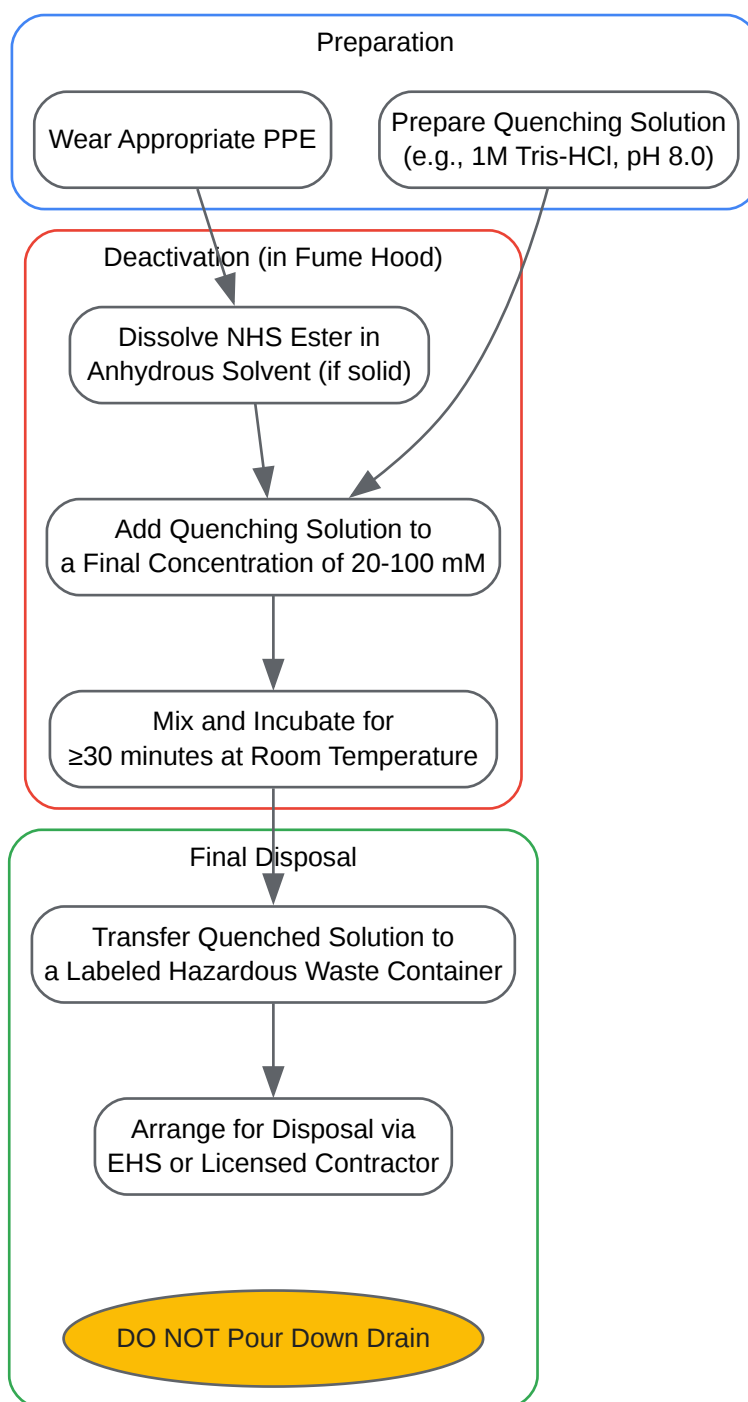 Preparation
Wear Appropriate PPE
Prepare Quenching Solution
(e.g., 1M Tris-HCl, pH 8.0)
Deactivation (in Fume Hood)
Dissolve NHS Ester in
Anhydrous Solvent (if solid)
Add Quenching Solution to
a Final Concentration of 20-100 mM
Mix and Incubate for
≥30 minutes at Room Temperature
Final Disposal
Transfer Quenched Solution to
a Labeled Hazardous Waste Container
Arrange for Disposal via
EHS or Licensed Contractor
DO NOT Pour Down Drain